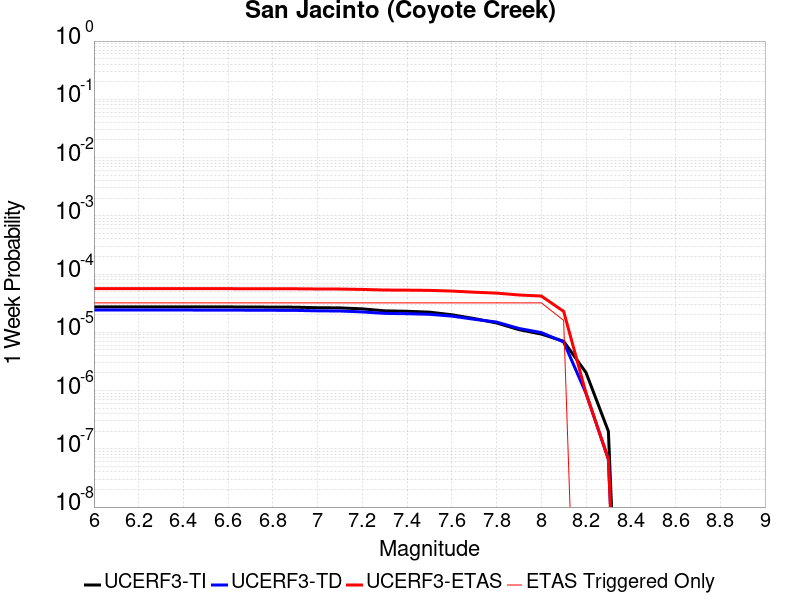 San Jacinto (Coyote Creek)
10^0
10^-1
10^-2
10^-3
10^-4
10^-5
10^-6
10^-7
10^-8
1 Week Probability
6 6.2 6.4 6.6 6.8 7 7.2 7.4 7.6 7.8 8 8.2 8.4 8.6 8.8 9
Magnitude
UCERF3-TI UCERF3-TD UCERF3-ETAS ETAS Triggered Only